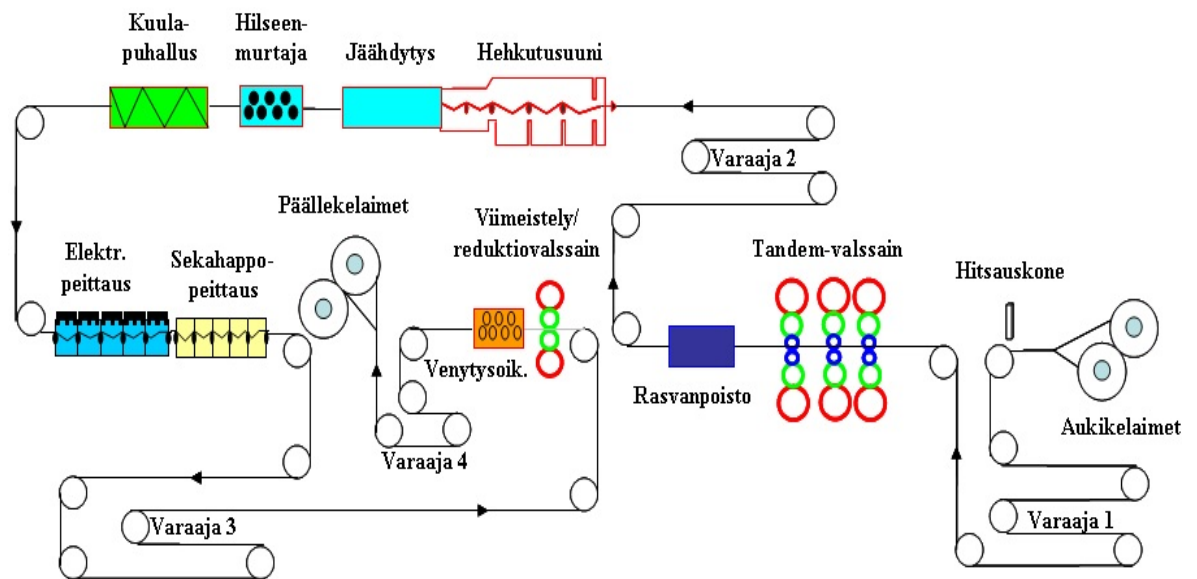 Kuula-
puhallus
Hilseen-
murtaja
Jäähdytys
Hehkutusuuni
Varaaja 2
Päällekelaimet
Viimeistely/
reduktiovalssain
Tandem-valssain
Hitsauskone
Elektr.
peittaus
Sekahappo-
peittaus
Venytysoik.
Rasvanpoisto
Aukikelaimet
Varaaja 4
Varaaja 3
Varaaja 1